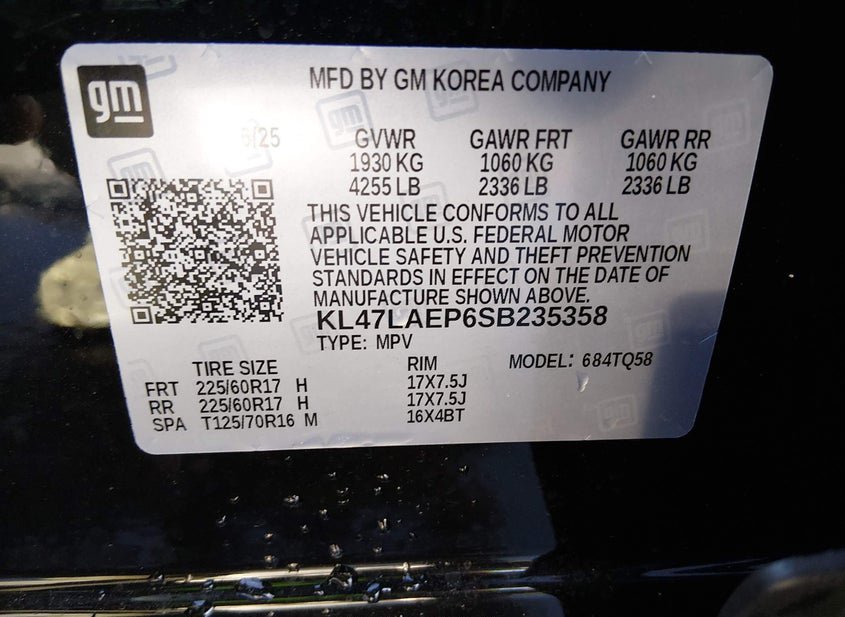 gm
MFD BY GM KOREA COMPANY
/25
GVWR GAWR FRT GAWR RR
1930 KG 1060 KG 1060 KG
4255 LB 2336 LB 2336 LB
THIS VEHICLE CONFORMS TO ALL
APPLICABLE U.S. FEDERAL MOTOR
VEHICLE SAFETY AND THEFT PREVENTION
STANDARDS IN EFFECT ON THE DATE OF
MANUFACTURE SHOWN ABOVE.
KL47LAEP6SB235358
TYPE: MPV
TIRE SIZE RIM MODEL: 684TQ58
FRT 225/60R17 H 17X7.5J
RR 225/60R17 H 17X7.5J
SPA T125/70R16 M 16X4BT